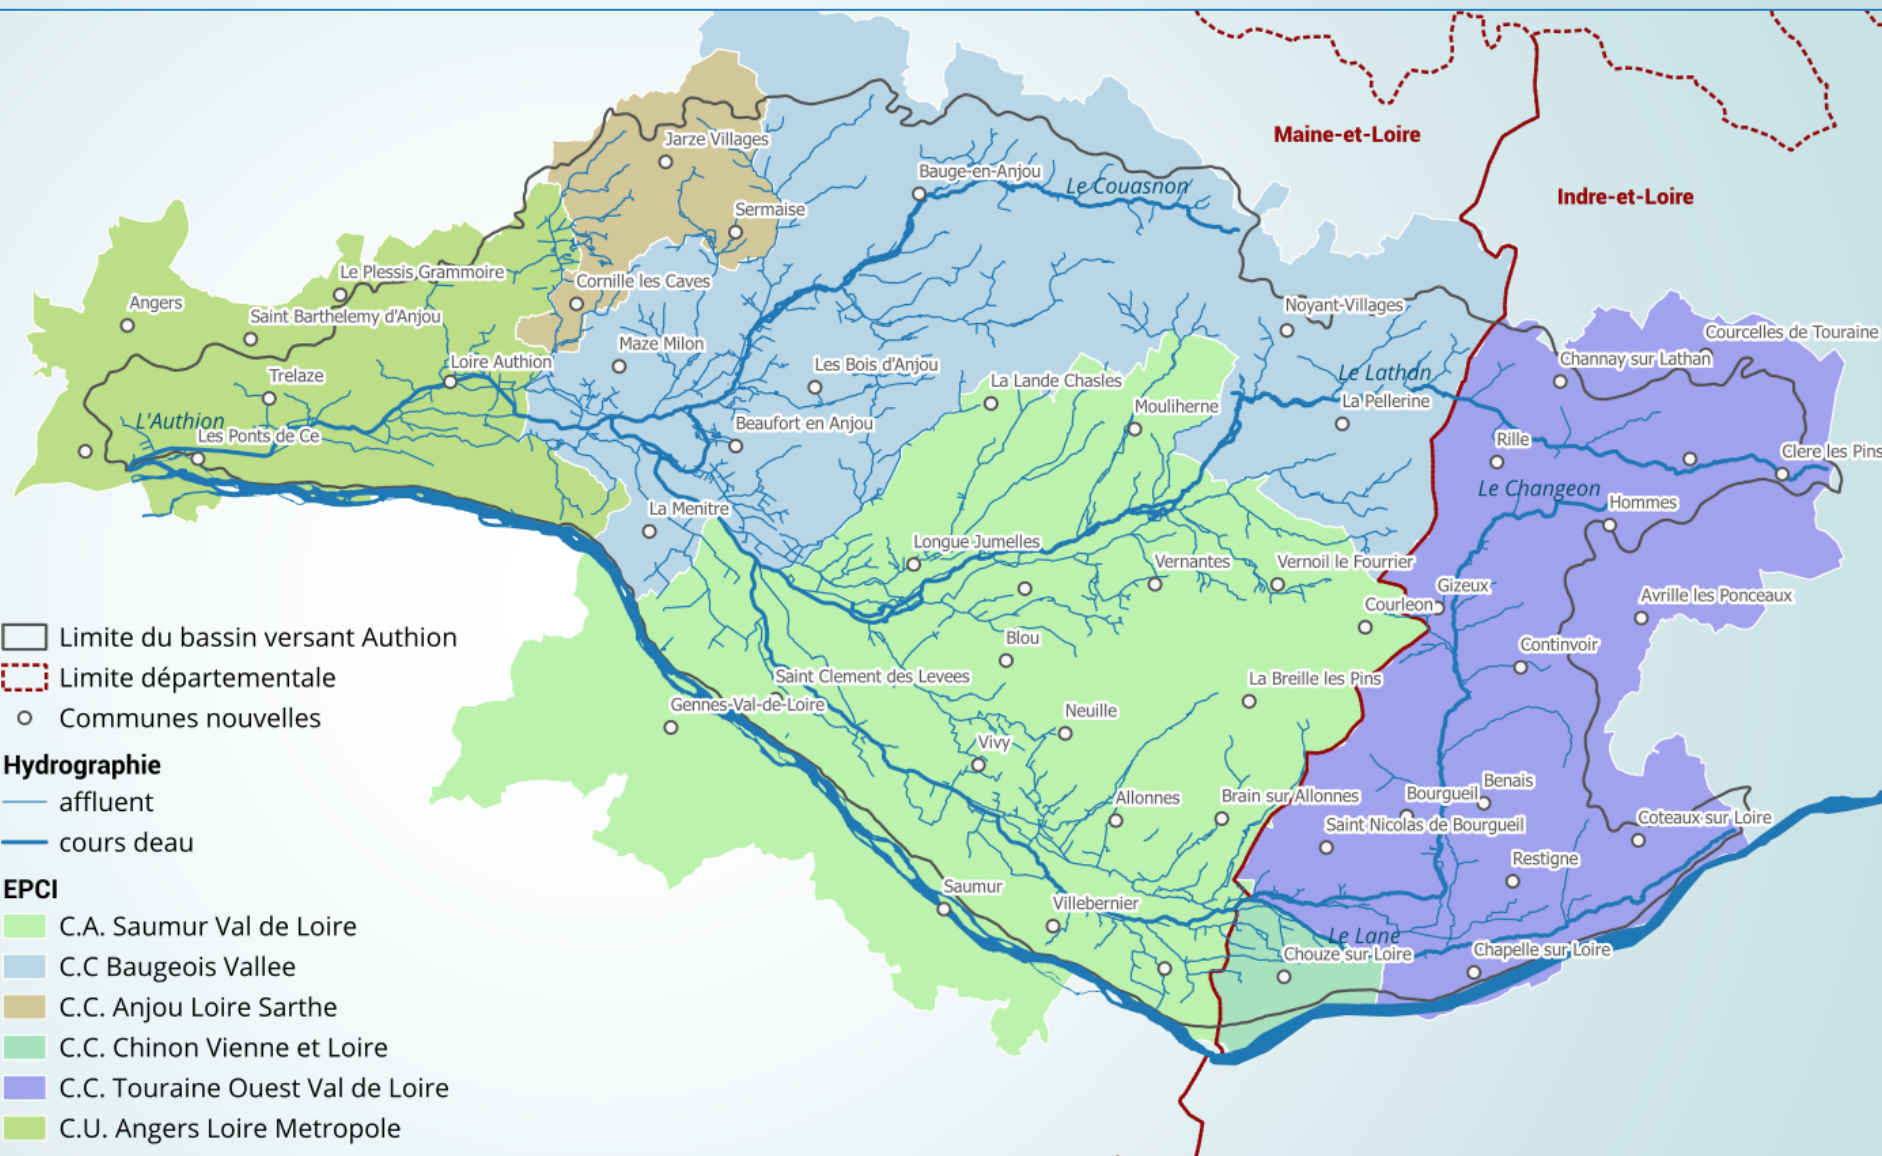 Maine-et-Loire
Indre-et-Loire
Jarze Villages
Bauge-en-Anjou
Le Couasnon
Sermaise
Le Plessis Grammoire
Cornille les Caves
Angers
Saint Barthelemy d'Anjou
Noyant-Villages
Courcelles de Touraine
Maze Milon
Channay sur Lathan
Loire Authion
Les Bois d'Anjou
Trelaze
La Lande Chasles
Le Lathan
La Pellerine
Mouliherne
L'Authion
Beaufort en Anjou
Les Ponts de Ce
Rille
Clere les Pins
Le Changeon
Hommes
La Menitre
Longue Jumelles
Vernantes
Vernoil le Fourrier
Gizeux
Avrille les Ponceaux
Courleon
Blou
Continvoir
Saint Clement des Levees
La Breille les Pins
Gennes-Val-de-Loire
Neuille
Vivy
Benais
Allonnes
Brain sur Allonnes
Bourgueil
Coteaux sur Loire
Saint Nicolas de Bourgueil
Restigne
Saumur
Villebernier
Le Lane
Chouze sur Loire
Chapelle sur Loire
Limite du bassin versant Authion
Limite départementale
Communes nouvelles
Hydrographie
affluent
cours deau
EPCI
C.A. Saumur Val de Loire
C.C Baugeois Vallee
C.C. Anjou Loire Sarthe
C.C. Chinon Vienne et Loire
C.C. Touraine Ouest Val de Loire
C.U. Angers Loire Metropole